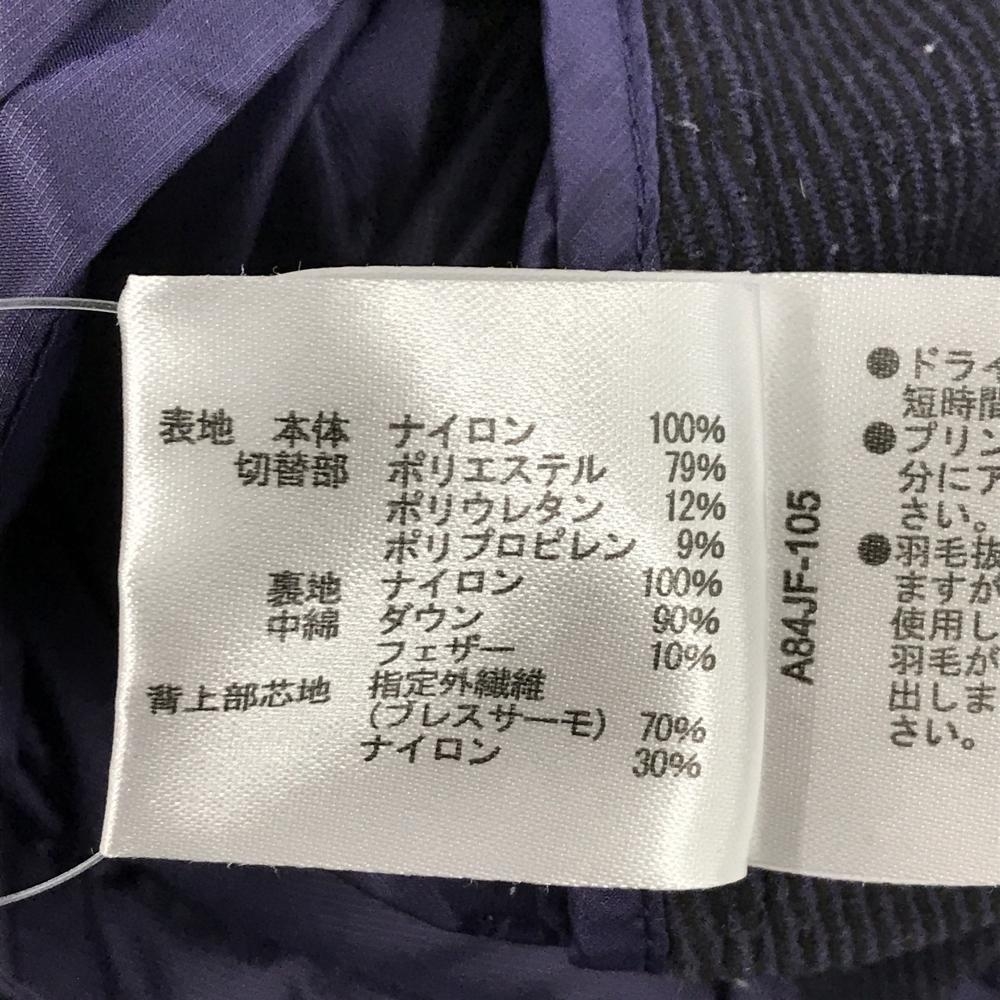 表地 本体 ナイロン 100%
切替部 ポリエステル 79%
ポリウレタン 12%
ポリプロピレン 9%
裏地 ナイロン 100%
中綿 ダウン 90%
フェザー 10%
背上部芯地 指定外繊維
(ブレスサーモ) 70%
ナイロン 30%
A84JF-105
●ドライ
短時間
●プリン
分にア
さい。
●羽毛抜
ますが
使用し
羽毛が
出しま
さい。